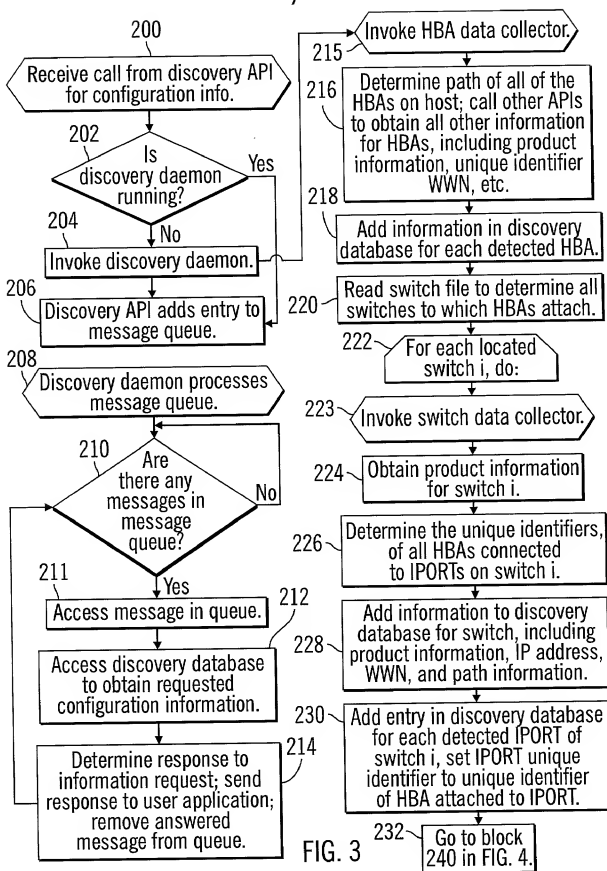 200
Receive call from discovery API
for configuration info.
202
Is
discovery daemon
running?
Yes
No
204
Invoke discovery daemon.
206
Discovery API adds entry to
message queue.
208
Discovery daemon processes
message queue.
210
Are
there any
messages in
message
queue?
No
Yes
211
Access message in queue.
212
Access discovery database
to obtain requested
configuration information.
214
Determine response to
information request; send
response to user application;
remove answered
message from queue.
215
Invoke HBA data collector.
216
Determine path of all of the
HBAs on host; call other APIs
to obtain all other information
for HBAs, including product
information, unique identifier
WWN, etc.
218
Add information in discovery
database for each detected HBA.
220
Read switch file to determine all
switches to which HBAs attach.
222
For each located
switch i, do:
223
Invoke switch data collector.
224
Obtain product information
for switch i.
226
Determine the unique identifiers,
of all HBAs connected
to IPORTs on switch i.
228
Add information to discovery
database for switch, including
product information, IP address,
WWN, and path information.
230
Add entry in discovery database
for each detected IPORT of
switch i, set IPORT unique
identifier to unique identifier
of HBA attached to IPORT.
232
Go to block
240 in FIG. 4.
FIG. 3